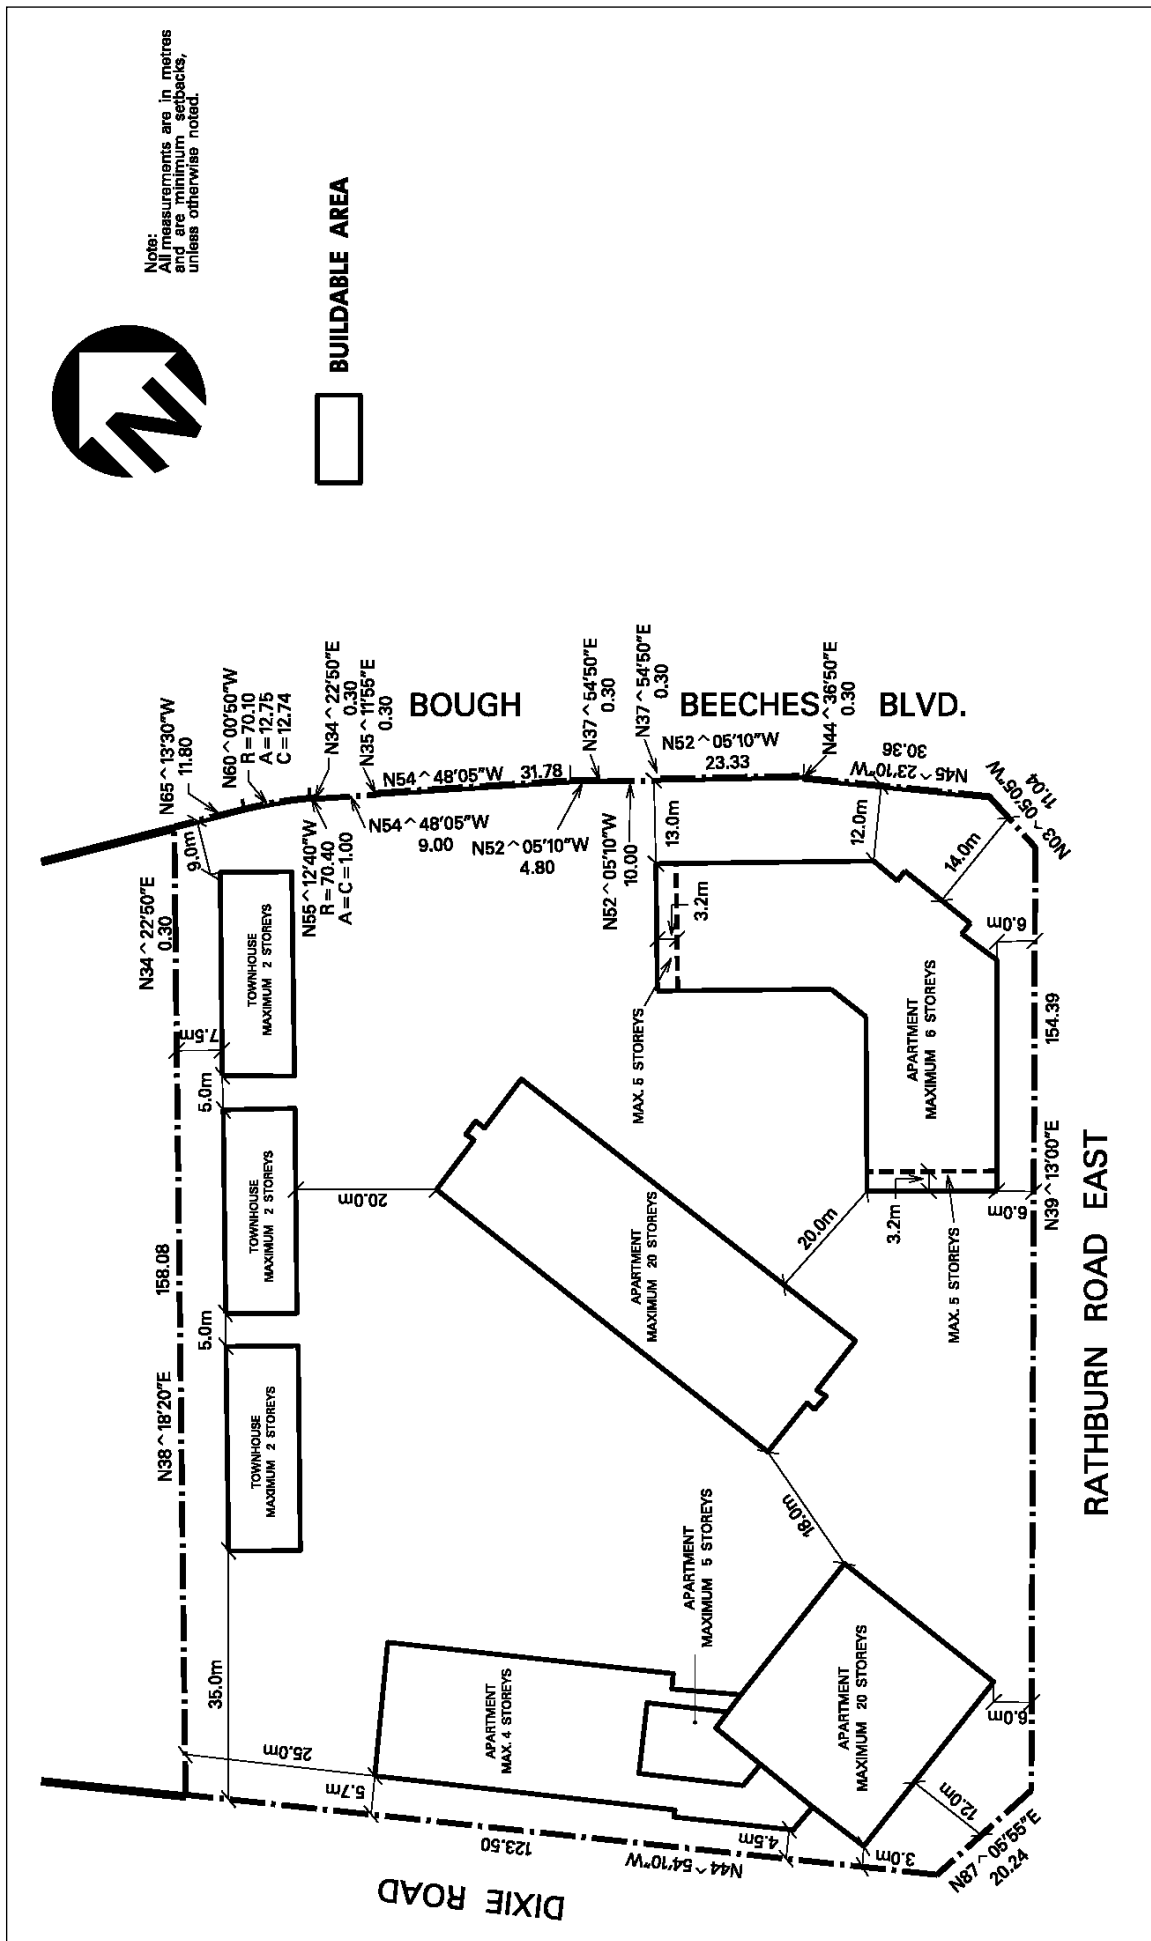 Note:
All measurements are in metres
and are minimum setbacks,
unless otherwise noted.
N
BUILDABLE AREA
N65^13'30"W
11.80
N60^00'50"W
R=70.10
A=12.75
C=12.74
N34^22'50"E
0.30
N35^11'55"E
0.30
BOUGH BEECHES BLVD.
N54^48'05"W
31.78
N37^54'50"E
0.30
N37^54'50"E
0.30
N52^05'10"W
23.33
N44^36'50"E
0.30
N45^23'10"W
30.36
N03^05'05"W
11.04
N34^22'50"E
0.30
9.0m
N55^12'40"W
R=70.40
A=C=1.00
N54^48'05"W
9.00
N52^05'10"W
4.80
N52^05'10"W
10.00
13.0m
12.0m
14.0m
6.0m
7.5m
TOWNHOUSE
MAXIMUM 2 STOREYS
5.0m
TOWNHOUSE
MAXIMUM 2 STOREYS
5.0m
TOWNHOUSE
MAXIMUM 2 STOREYS
158.08
N38^18'20"E
20.0m
3.2m
MAX. 5 STOREYS
APARTMENT
MAXIMUM 6 STOREYS
154.39
N39^13'00"E
6.0m
3.2m
MAX. 5 STOREYS
20.0m
APARTMENT
MAXIMUM 20 STOREYS
18.0m
RATHBURN ROAD EAST
35.0m
25.0m
5.7m
APARTMENT
MAX. 4 STOREYS
APARTMENT
MAXIMUM 5 STOREYS
APARTMENT
MAXIMUM 20 STOREYS
6.0m
12.0m
3.0m
4.5m
123.50
N44^54'10"W
N87^05'55"E
20.24
DIXIE ROAD